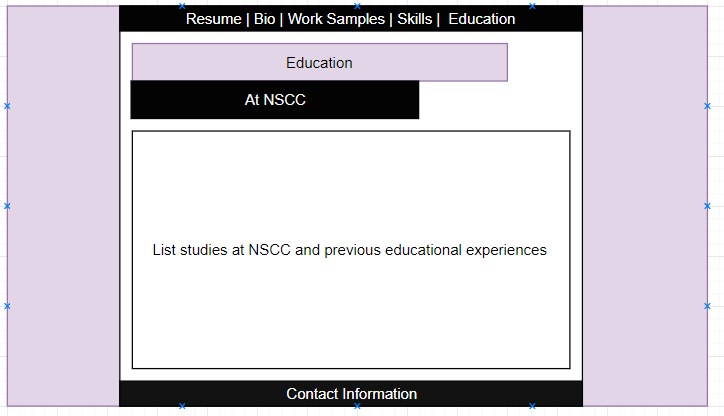 Resume | Bio | Work Samples | Skills |  Education
Education
At NSCC
List studies at NSCC and previous educational experiences
Contact Information